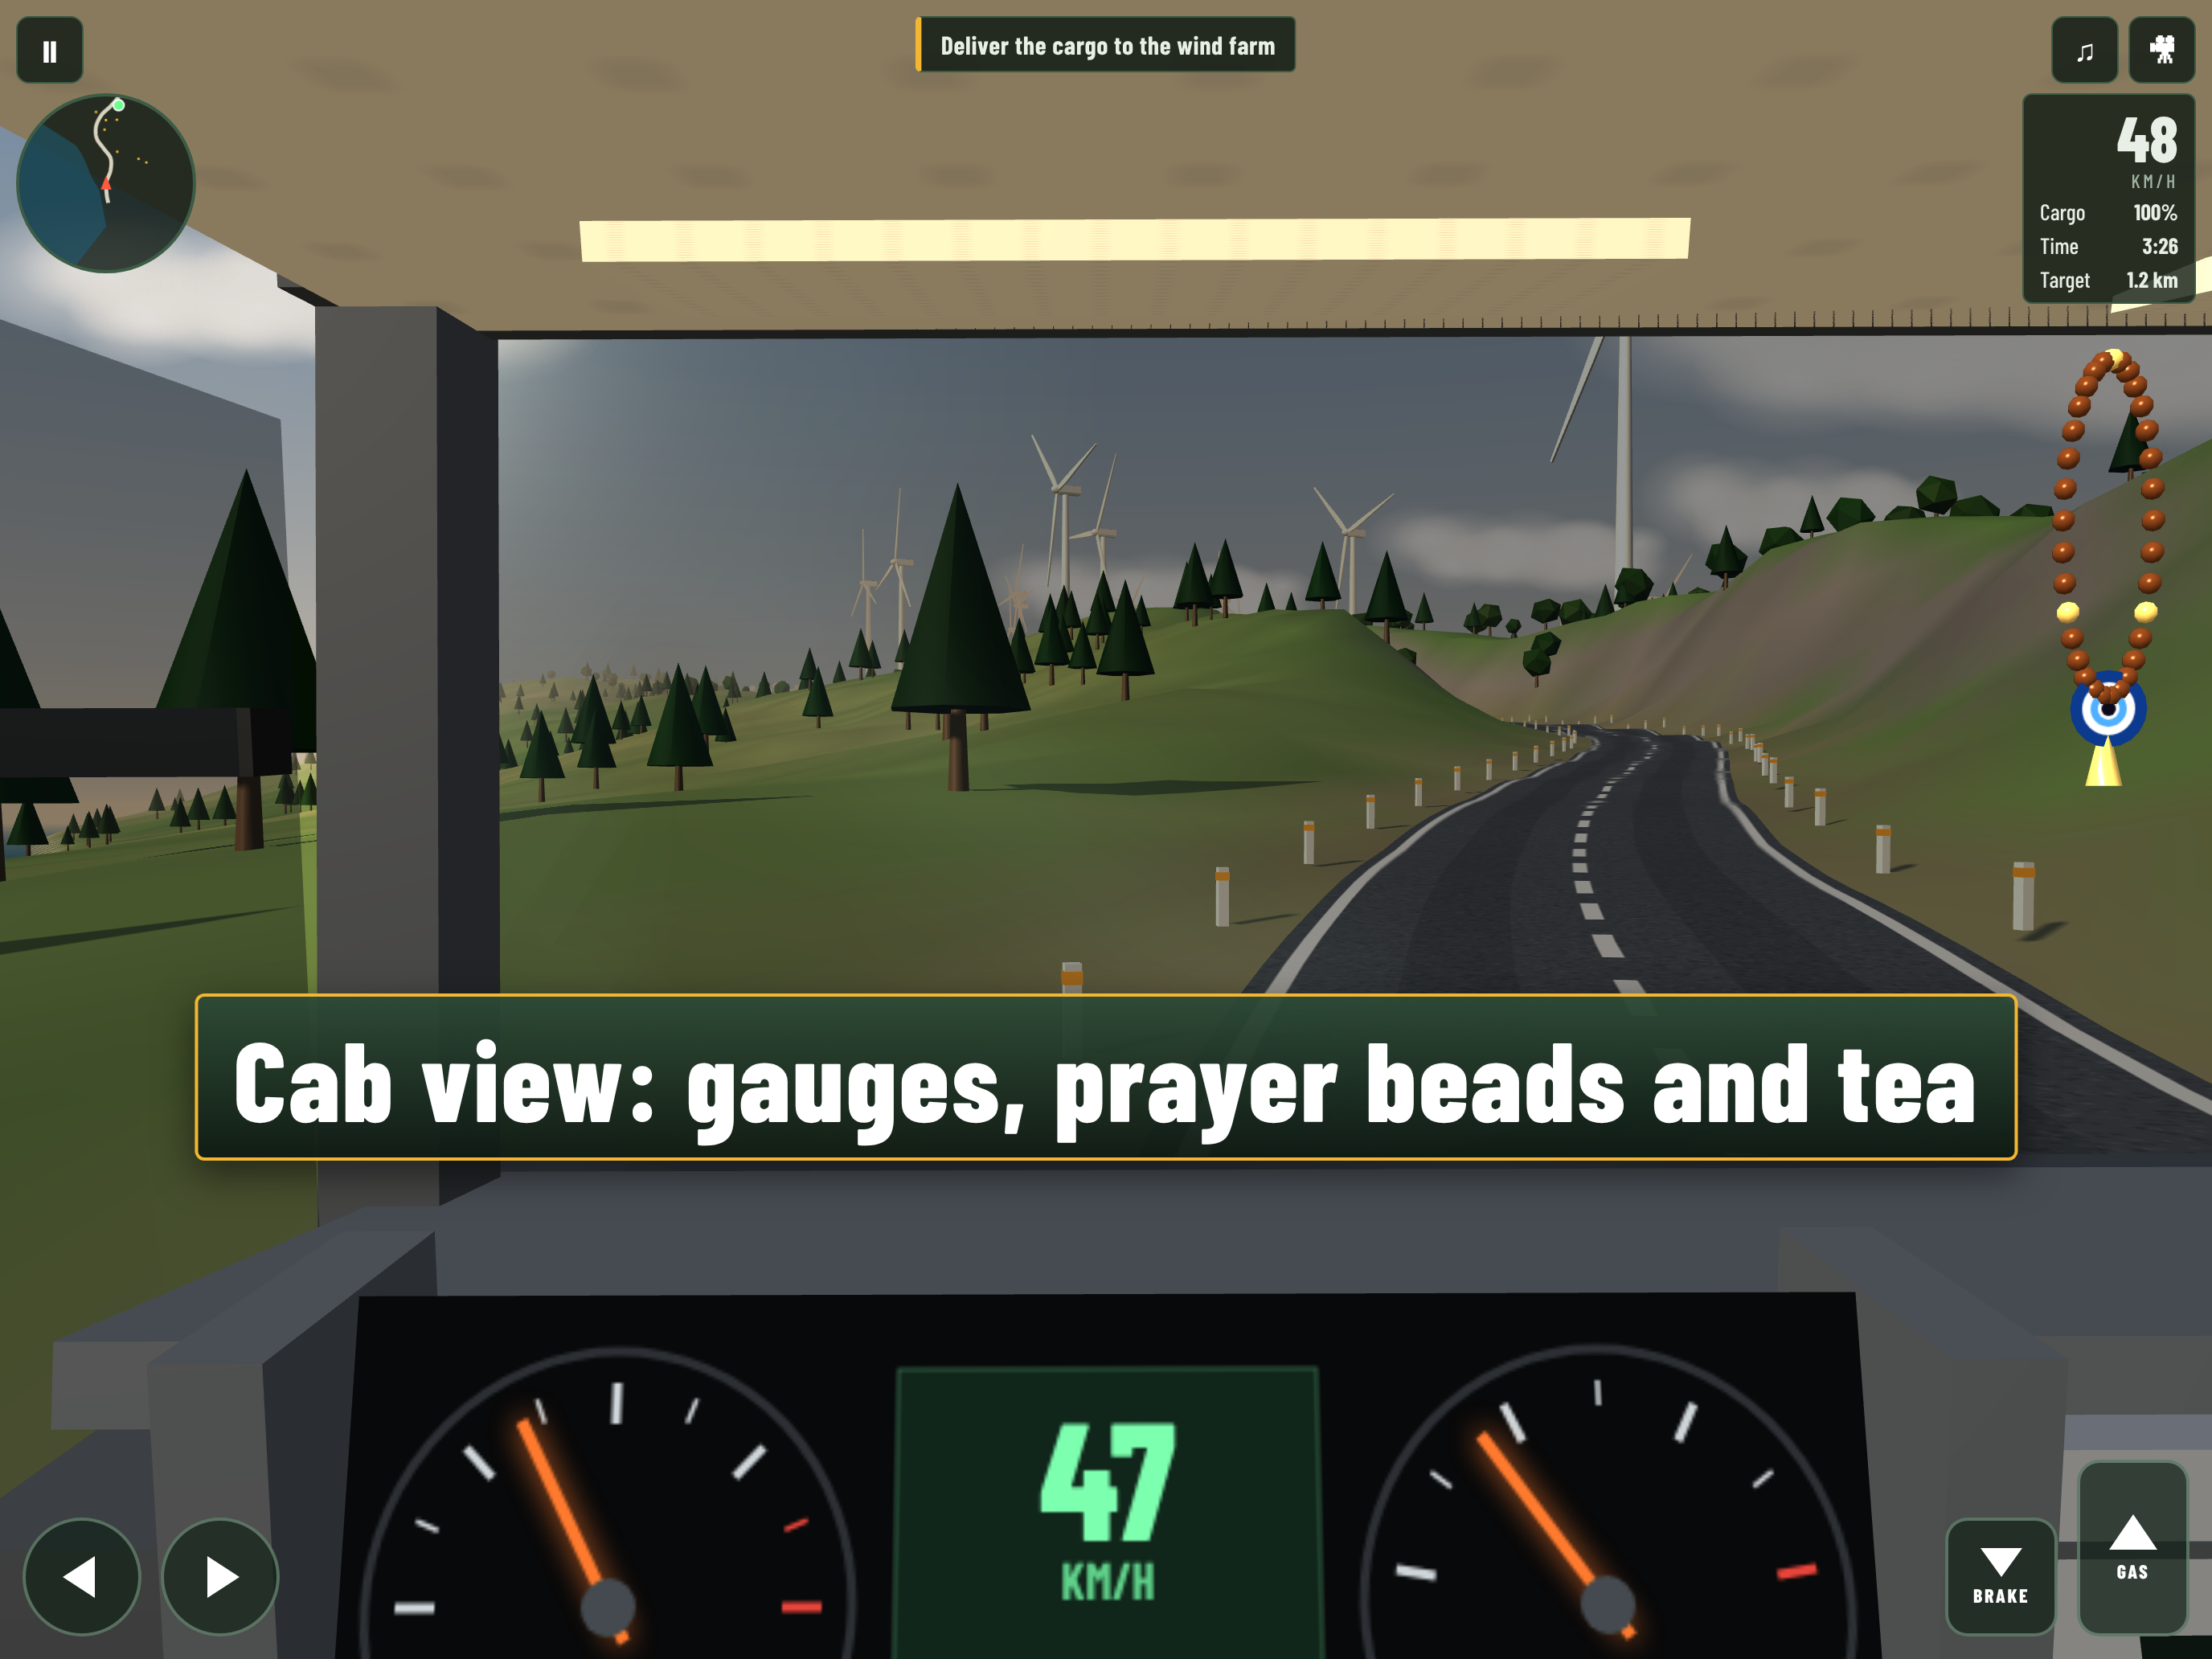 Deliver the cargo to the wind farm
48
KM/H
Cargo 100%
Time 3:26
Target 1.2 km
Cab view: gauges, prayer beads and tea
47
KM/H
BRAKE
GAS